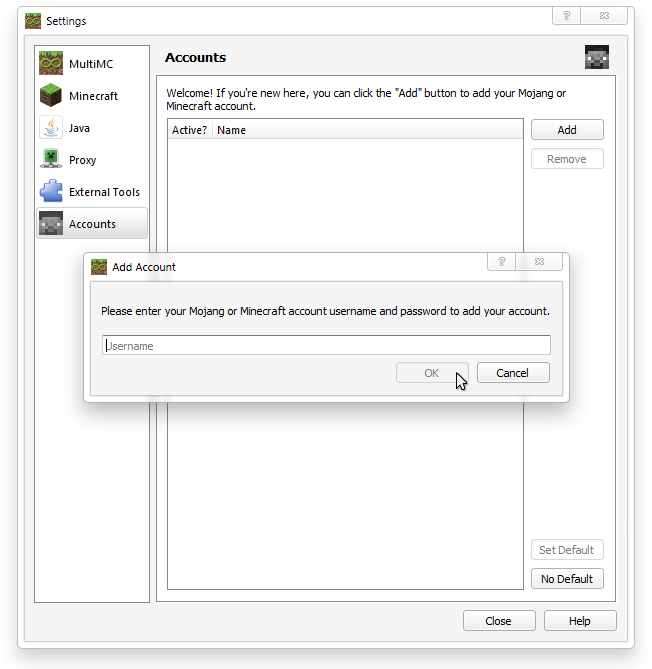 Settings
MultiMC
Minecraft
Java
Proxy
External Tools
Accounts
Accounts
Welcome! If you're new here, you can click the "Add" button to add your Mojang or
Minecraft account.
Active? Name
Add
Remove
Add Account
Please enter your Mojang or Minecraft account username and password to add your account.
Username
OK
Cancel
Set Default
No Default
Close
Help